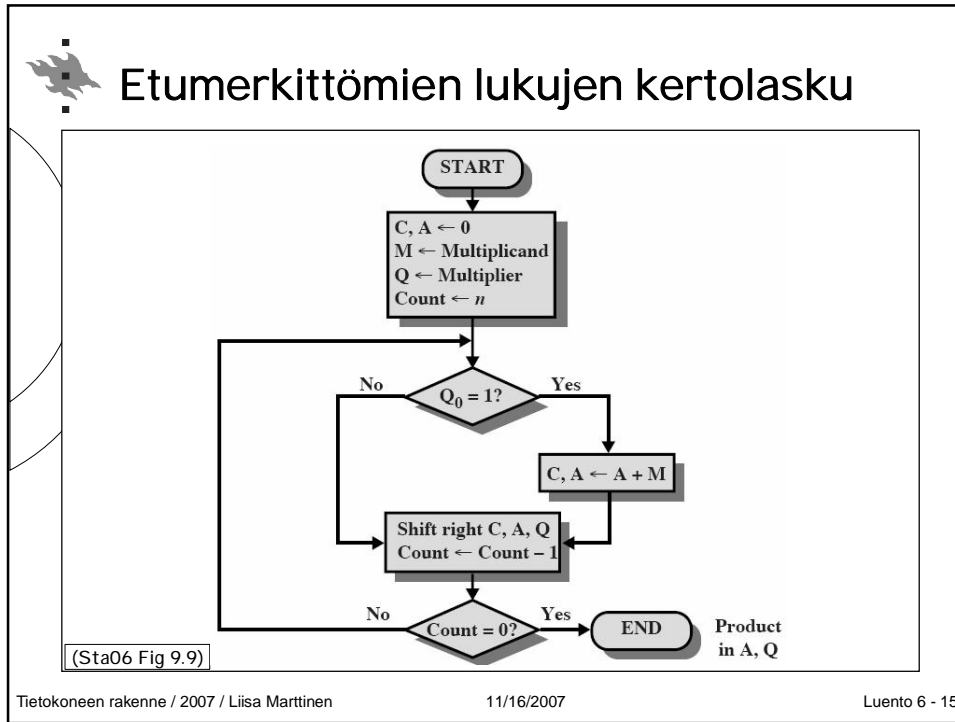 Etumerkittömien lukujen kertolasku
START
C, A ← 0
M ← Multiplicand
Q ← Multiplier
Count ← n
No
Yes
Q₀ = 1?
C, A ← A + M
Shift right C, A, Q
Count ← Count – 1
No
Yes
Count = 0?
END
Product
in A, Q
(Sta06 Fig 9.9)
Tietokoneen rakenne / 2007 / Liisa Marttinen
11/16/2007
Luento 6 - 15